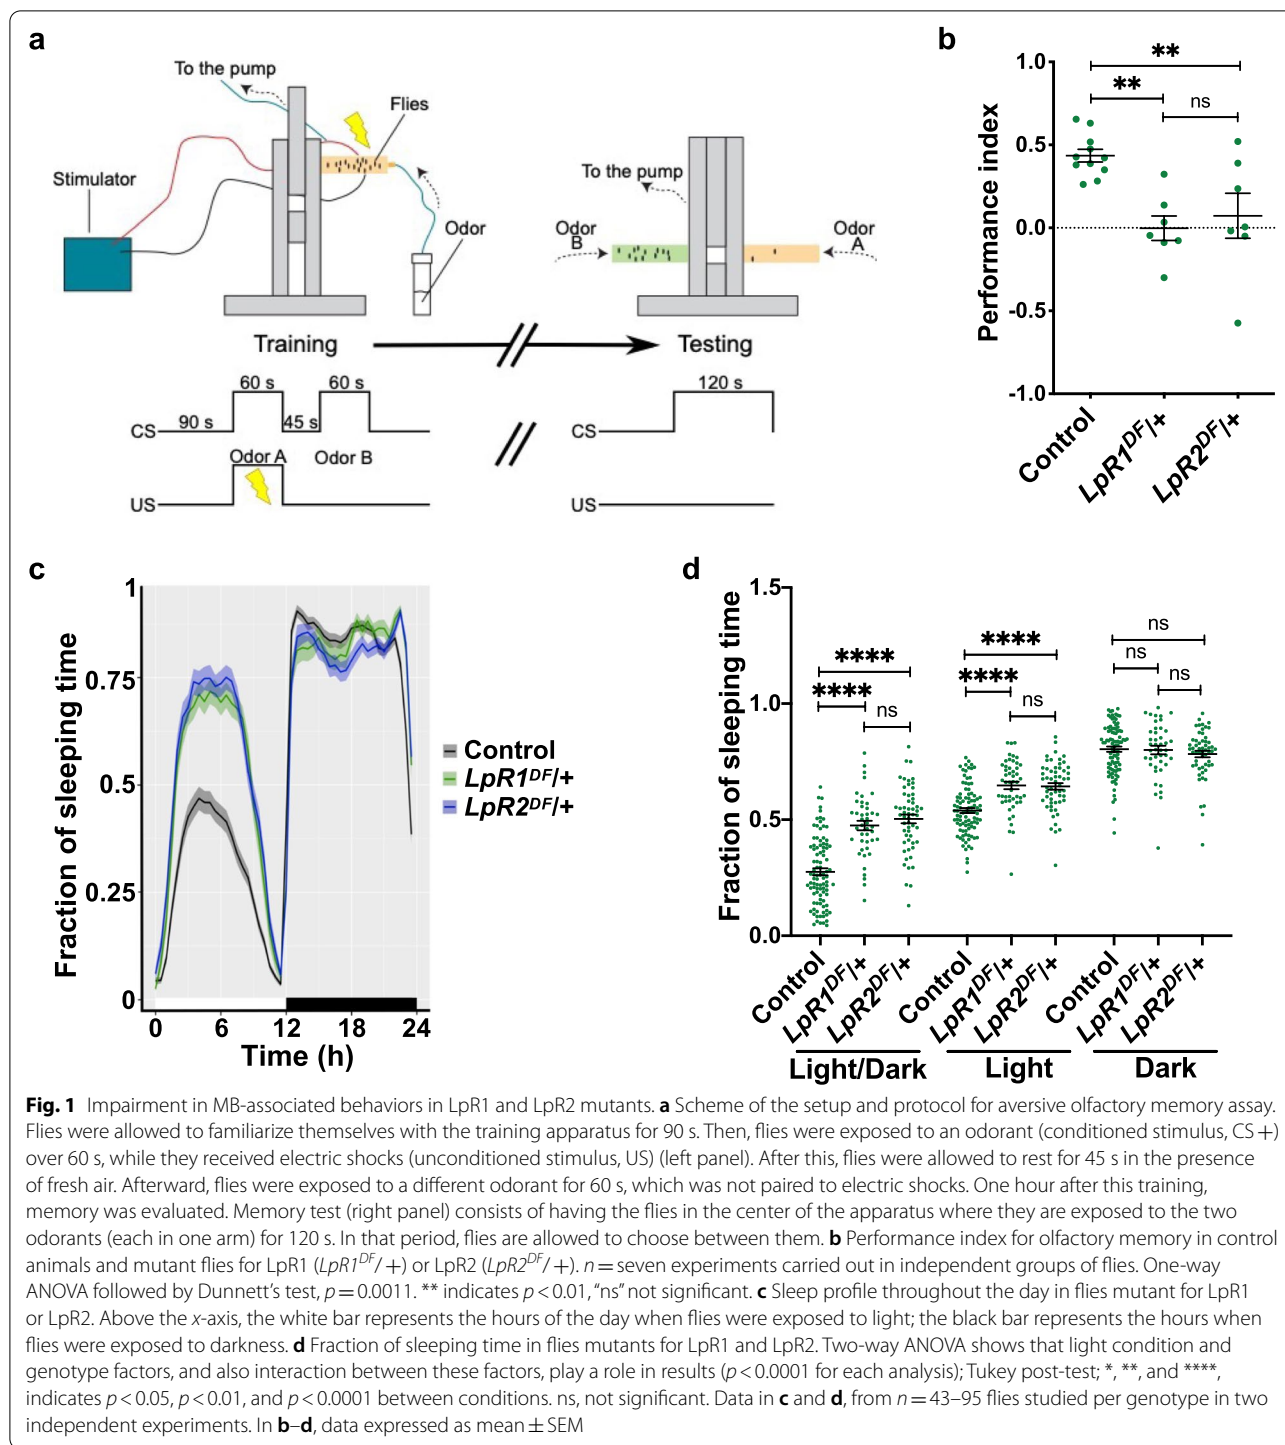 a
To the pump
Flies
Stimulator
Odor
To the pump
Odor
B
Odor
A
Training
Testing
60 s
60 s
120 s
90 s
45 s
CS
CS
Odor A
Odor B
US
US
b
Performance index
1.0
0.5
0.0
-0.5
-1.0
**
**
ns
Control
LpR1DF/+
LpR2DF/+
c
Fraction of sleeping time
1
0.75
0.5
0.25
0
0
6
12
18
24
Time (h)
Control
LpR1DF/+
LpR2DF/+
d
Fraction of sleeping time
1.5
1.0
0.5
0.0
****
****
ns
****
****
ns
ns
ns
ns
Control
LpR1DF/+
LpR2DF/+
Control
LpR1DF/+
LpR2DF/+
Control
LpR1DF/+
LpR2DF/+
Light/Dark
Light
Dark
Fig. 1 Impairment in MB-associated behaviors in LpR1 and LpR2 mutants. a Scheme of the setup and protocol for aversive olfactory memory assay.
Flies were allowed to familiarize themselves with the training apparatus for 90 s. Then, flies were exposed to an odorant (conditioned stimulus, CS +)
over 60 s, while they received electric shocks (unconditioned stimulus, US) (left panel). After this, flies were allowed to rest for 45 s in the presence
of fresh air. Afterward, flies were exposed to a different odorant for 60 s, which was not paired to electric shocks. One hour after this training,
memory was evaluated. Memory test (right panel) consists of having the flies in the center of the apparatus where they are exposed to the two
odorants (each in one arm) for 120 s. In that period, flies are allowed to choose between them. b Performance index for olfactory memory in control
animals and mutant flies for LpR1 (LpR1DF/+) or LpR2 (LpR2DF/+). n = seven experiments carried out in independent groups of flies. One-way
ANOVA followed by Dunnett's test, p = 0.0011. ** indicates p < 0.01, "ns" not significant. c Sleep profile throughout the day in flies mutant for LpR1
or LpR2. Above the x-axis, the white bar represents the hours of the day when flies were exposed to light; the black bar represents the hours when
flies were exposed to darkness. d Fraction of sleeping time in flies mutants for LpR1 and LpR2. Two-way ANOVA shows that light condition and
genotype factors, and also interaction between these factors, play a role in results (p < 0.0001 for each analysis); Tukey post-test; *, **, and ****,
indicates p < 0.05, p < 0.01, and p < 0.0001 between conditions. ns, not significant. Data in c and d, from n = 43–95 flies studied per genotype in two
independent experiments. In b–d, data expressed as mean ± SEM